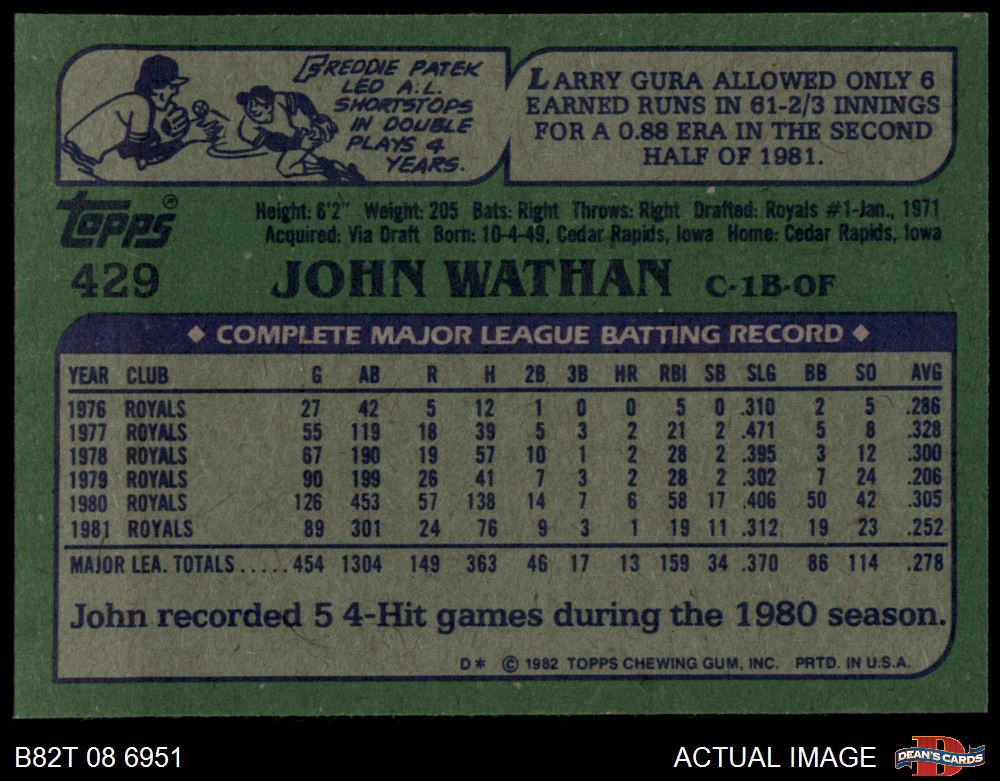 FREDDIE PATEK
LED A.L.
SHORTSTOPS
IN DOUBLE
PLAYS 4
YEARS.
LARRY GURA ALLOWED ONLY 6
EARNED RUNS IN 61-2/3 INNINGS
FOR A 0.88 ERA IN THE SECOND
HALF OF 1981.
TOPPS®
Height: 6'2" Weight: 205 Bats: Right Throws: Right Drafted: Royals #1-Jan., 1971
Acquired: Via Draft Born: 10-4-49, Cedar Rapids, Iowa Home: Cedar Rapids, Iowa
429 JOHN WATHAN C-1B-OF
◆ COMPLETE MAJOR LEAGUE BATTING RECORD ◆
YEAR CLUB G AB R H 2B 3B HR RBI SB SLG BB SO AVG
1976 ROYALS 27 42 5 12 1 0 0 5 0 .310 2 5 .286
1977 ROYALS 55 119 18 39 5 3 2 21 2 .471 5 8 .328
1978 ROYALS 67 190 19 57 10 1 2 28 2 .395 3 12 .300
1979 ROYALS 90 199 26 41 7 3 2 28 2 .302 7 24 .206
1980 ROYALS 126 453 57 138 14 7 6 58 17 .406 50 42 .305
1981 ROYALS 89 301 24 76 9 3 1 19 11 .312 19 23 .252
MAJOR LEA. TOTALS.....454 1304 149 363 46 17 13 159 34 .370 86 114 .278
John recorded 5 4-Hit games during the 1980 season.
D* © 1982 TOPPS CHEWING GUM, INC. PRTD. IN U.S.A.
B82T 08 6951 ACTUAL IMAGE DEAN'S CARDS